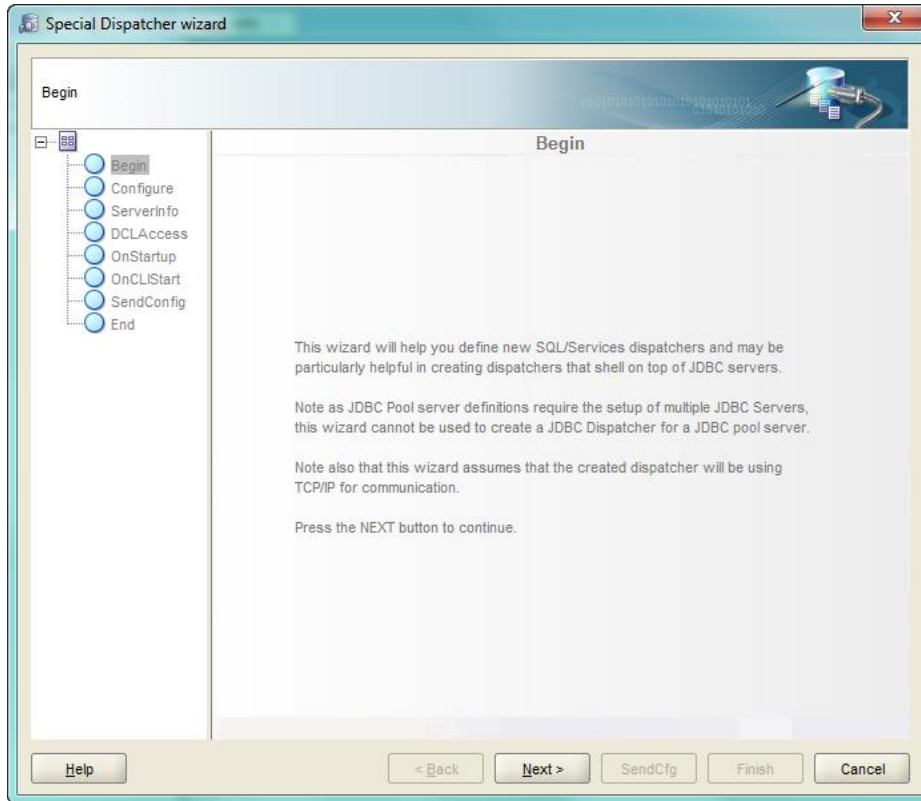 Special Dispatcher wizard
Begin
Begin
Begin
Configure
ServerInfo
DCLAccess
OnStartup
OnCLIStart
SendConfig
End
This wizard will help you define new SQL/Services dispatchers and may be
particularly helpful in creating dispatchers that shell on top of JDBC servers.
Note as JDBC Pool server definitions require the setup of multiple JDBC Servers,
this wizard cannot be used to create a JDBC Dispatcher for a JDBC pool server.
Note also that this wizard assumes that the created dispatcher will be using
TCP/IP for communication.
Press the NEXT button to continue.
Help
< Back
Next >
SendCfg
Finish
Cancel